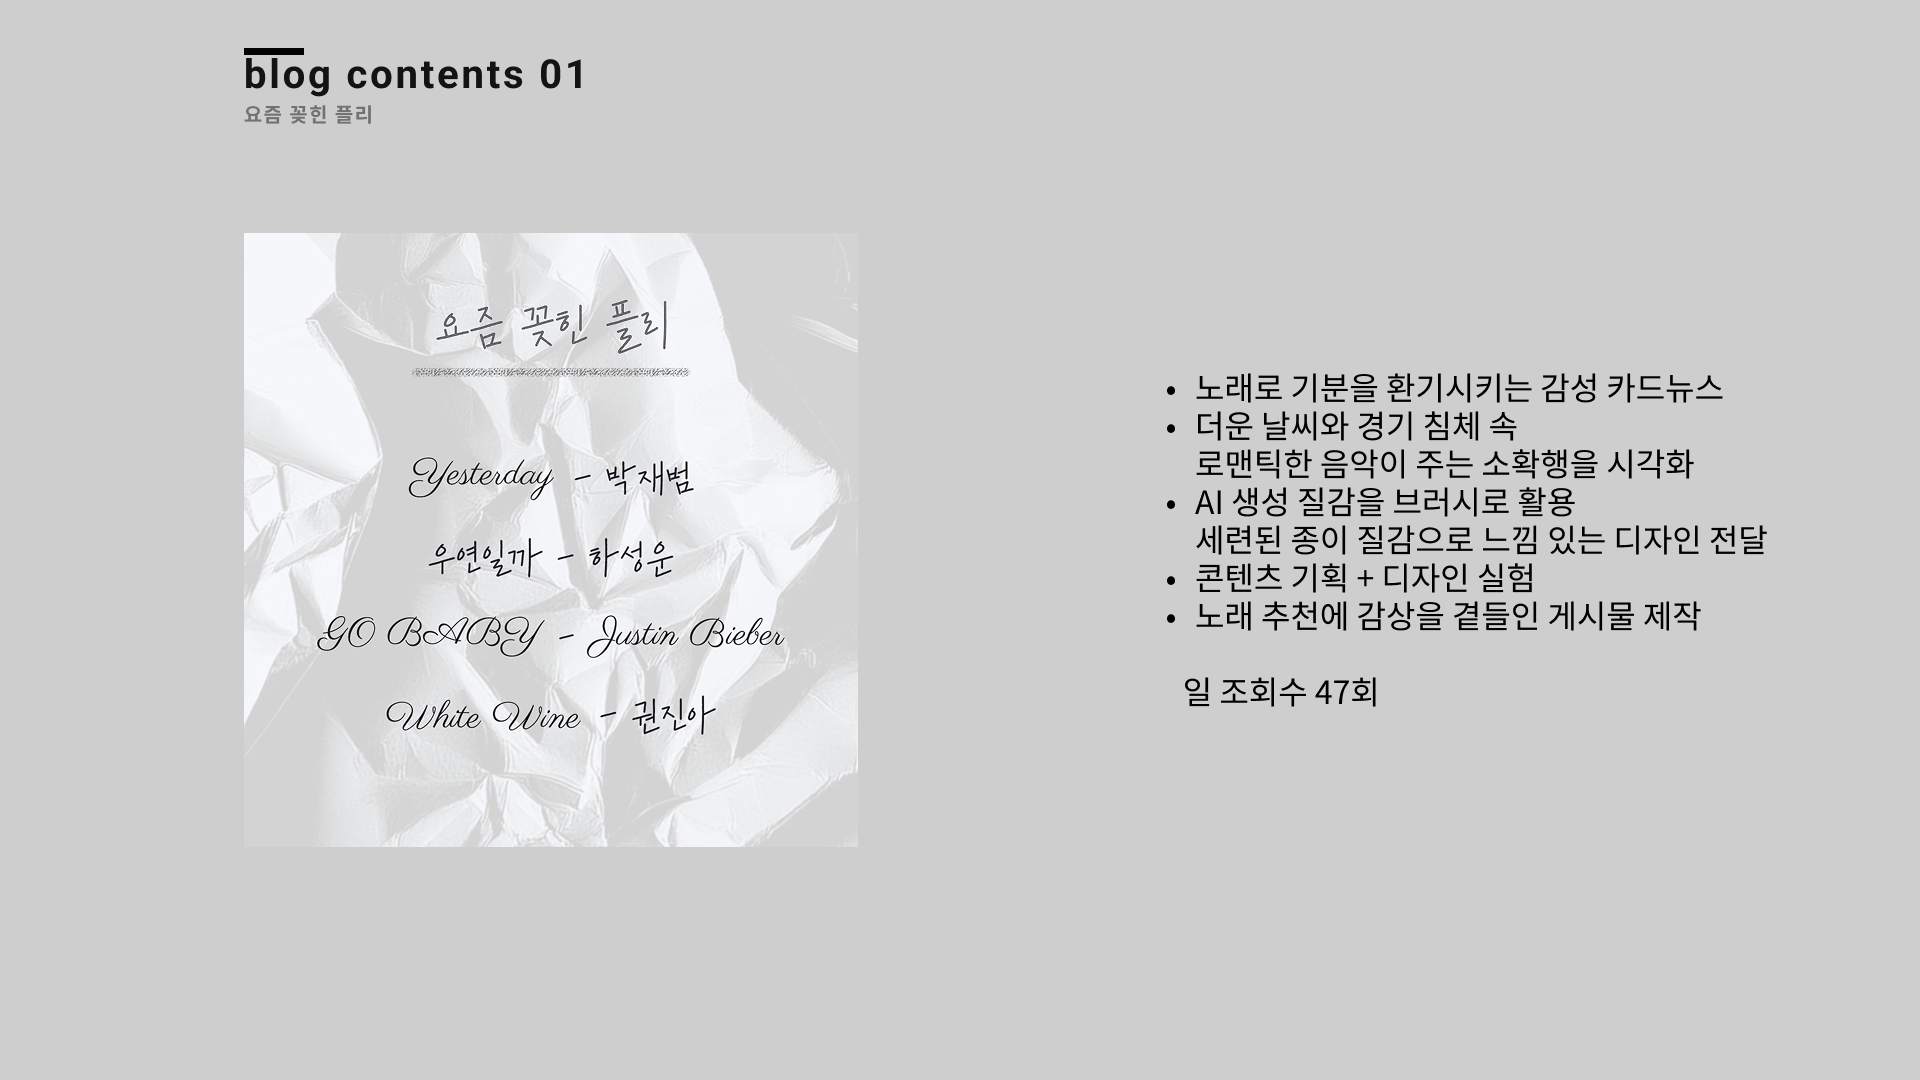 blog contents 01
요즘 꽂힌 플리
요즘 꽂힌 플리
Yesterday - 박재범
우연일까 - 하성운
GO BABY - Justin Bieber
White Wine - 권진아
• 노래로 기분을 환기시키는 감성 카드뉴스
• 더운 날씨와 경기 침체 속
로맨틱한 음악이 주는 소확행을 시각화
• AI 생성 질감을 브러시로 활용
세련된 종이 질감으로 느낌 있는 디자인 전달
• 콘텐츠 기획 + 디자인 실험
• 노래 추천에 감상을 곁들인 게시물 제작
일 조회수 47회